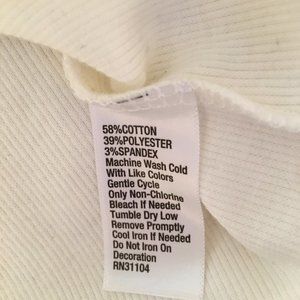 58%COTTON
39%POLYESTER
3%SPANDEX
Machine Wash Cold
With Like Colors
Gentle Cycle
Only Non-Chlorine
Bleach If Needed
Tumble Dry Low
Remove Promptly
Cool Iron If Needed
Do Not Iron On
Decoration
RN31104